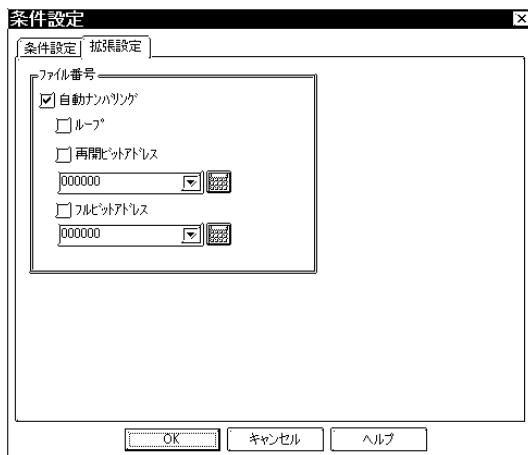 条件設定
条件設定 拡張設定
ファイル番号
自動ナンバリング
ループ
再開ビットアドレス
000000
フルビットアドレス
000000
OK キャンセル ヘルプ